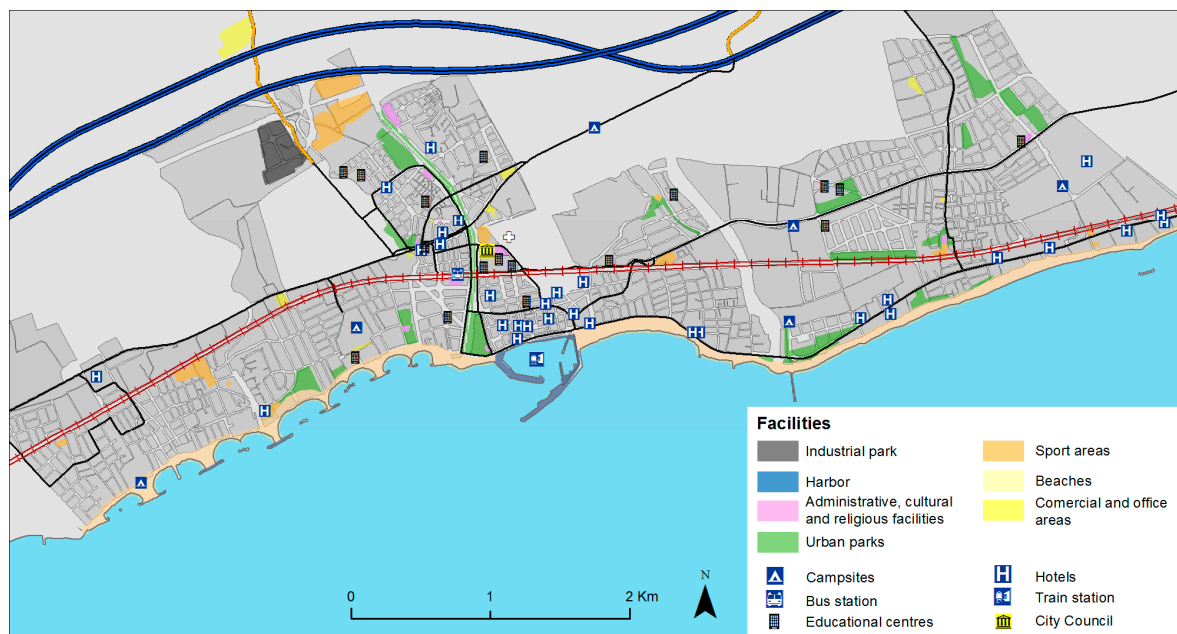 Facilities
Industrial park
Sport areas
Harbor
Beaches
Administrative, cultural
and religious facilities
Comercial and office
areas
Urban parks
Campsites
Hotels
Bus station
Train station
Educational centres
City Council
N
0 1 2 Km